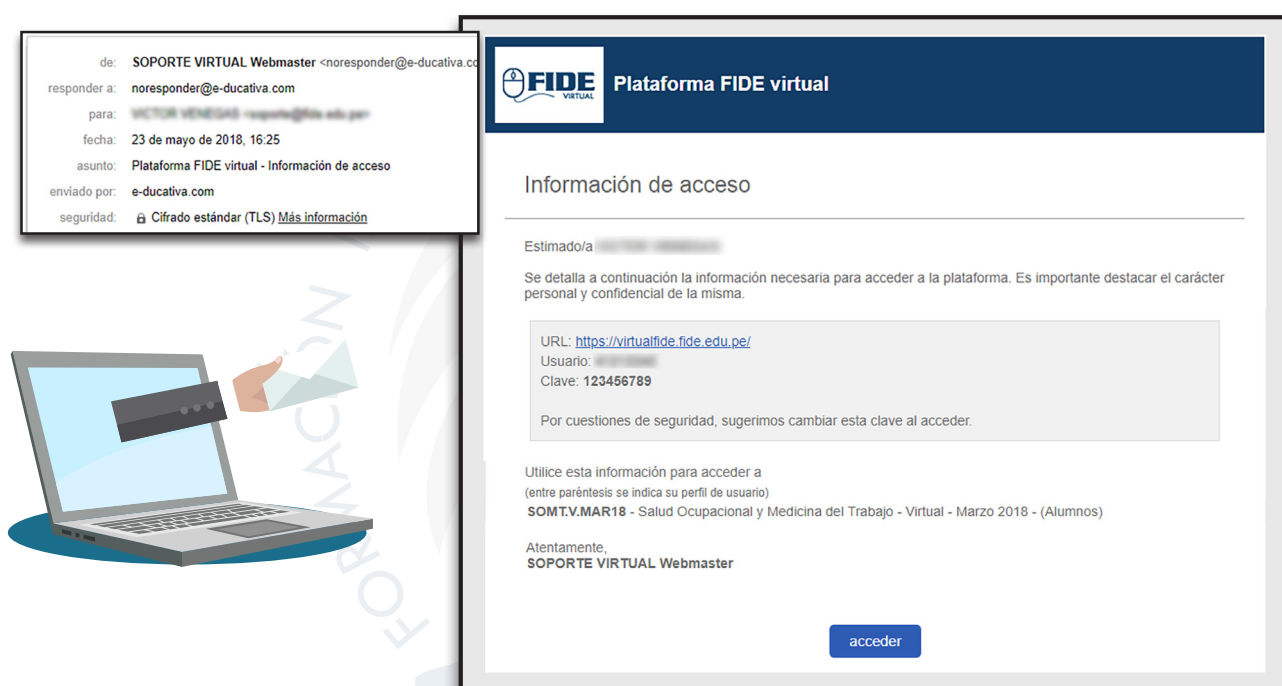 de: SOPORTE VIRTUAL Webmaster <noresponder@e-ducativa.co
responder a: noresponder@e-ducativa.com
para:
fecha: 23 de mayo de 2018, 16:25
asunto: Plataforma FIDE virtual - Información de acceso
enviado por: e-ducativa.com
seguridad: Cifrado estándar (TLS) Más información
FORMACIÓN
FIDE
VIRTUAL
Plataforma FIDE virtual
Información de acceso
Estimado/a
Se detalla a continuación la información necesaria para acceder a la plataforma. Es importante destacar el carácter
personal y confidencial de la misma.
URL: https://virtualfide.fide.edu.pe/
Usuario:
Clave: 123456789
Por cuestiones de seguridad, sugerimos cambiar esta clave al acceder.
Utilice esta información para acceder a
(entre paréntesis se indica su perfil de usuario)
SOMT.V.MAR18 - Salud Ocupacional y Medicina del Trabajo - Virtual - Marzo 2018 - (Alumnos)
Atentamente,
SOPORTE VIRTUAL Webmaster
acceder